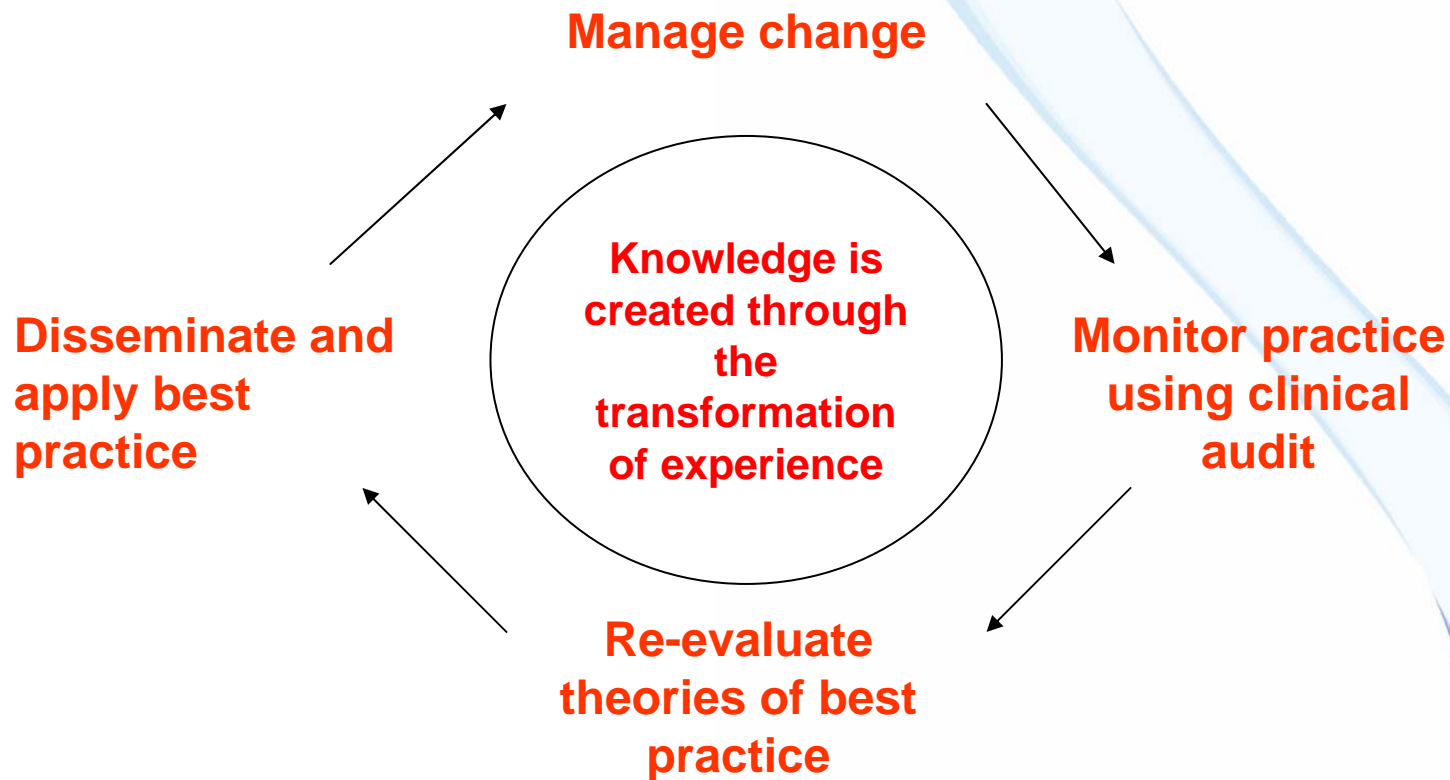 Manage change
Knowledge is
created through
the
transformation
of experience
Disseminate and
apply best
practice
Monitor practice
using clinical
audit
Re-evaluate
theories of best
practice